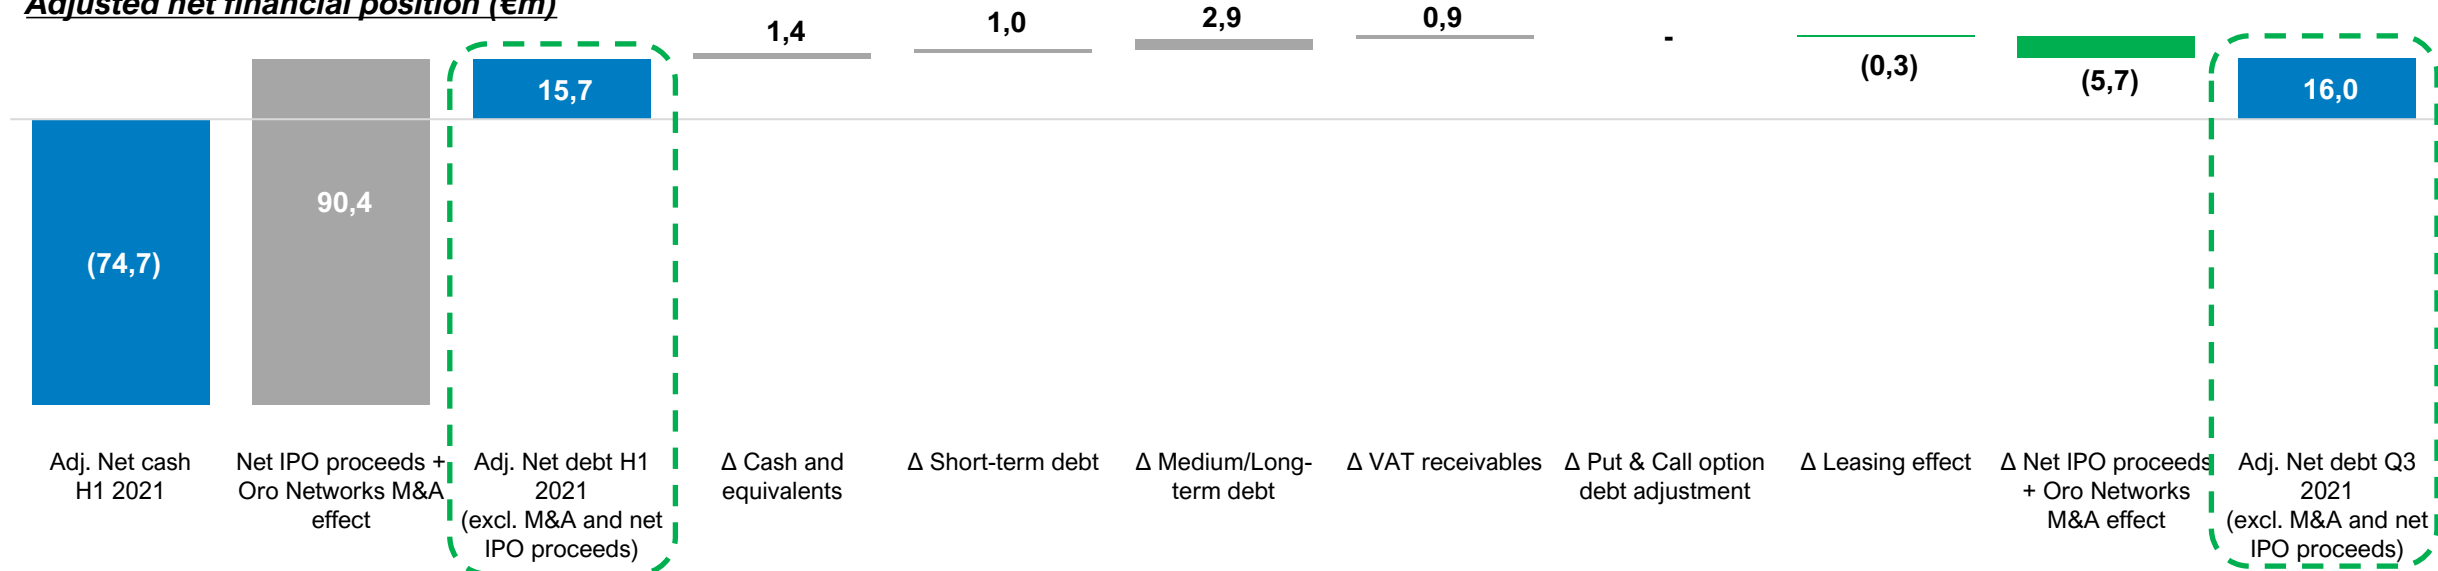 Adjusted net financial position (€m)
1,4
1,0
2,9
0,9
-
(0,3)
(5,7)
15,7
16,0
90,4
(74,7)
Adj. Net cash
H1 2021
Net IPO proceeds +
Oro Networks M&A
effect
Adj. Net debt H1
2021
(excl. M&A and net
IPO proceeds)
Δ Cash and
equivalents
Δ Short-term debt
Δ Medium/Long-
term debt
Δ VAT receivables
Δ Put & Call option
debt adjustment
Δ Leasing effect
Δ Net IPO proceeds
+ Oro Networks
M&A effect
Adj. Net debt Q3
2021
(excl. M&A and net
IPO proceeds)